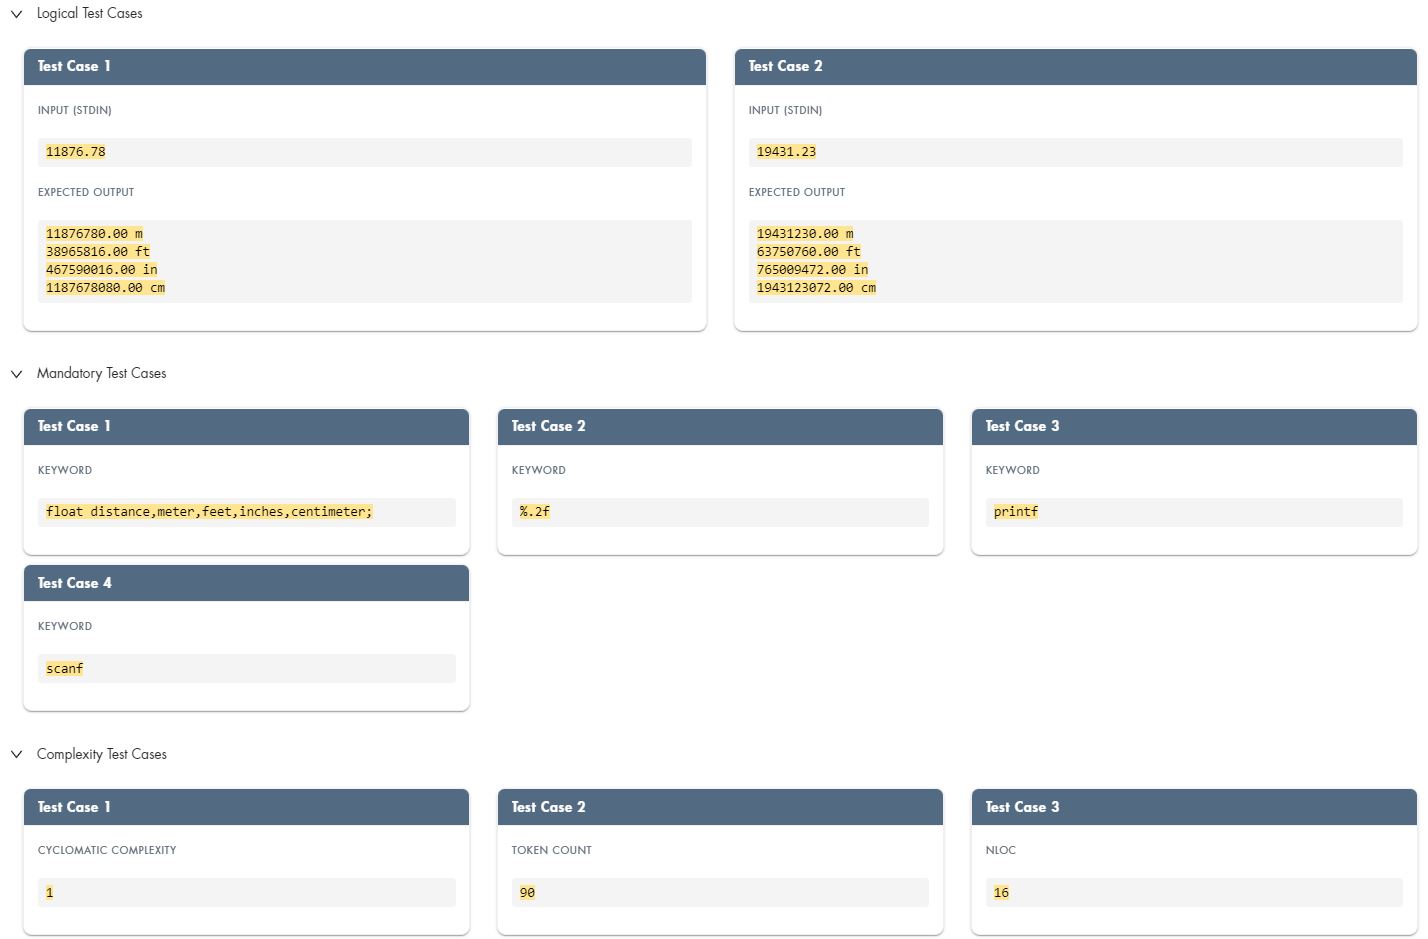 Logical Test Cases
Test Case 1
INPUT (STDIN)
11876.78
EXPECTED OUTPUT
11876780.00 m
38965816.00 ft
467590016.00 in
1187678080.00 cm
Test Case 2
INPUT (STDIN)
19431.23
EXPECTED OUTPUT
19431230.00 m
63750760.00 ft
765009472.00 in
1943123072.00 cm
Mandatory Test Cases
Test Case 1
KEYWORD
float distance,meter,feet,inches,centimeter;
Test Case 2
KEYWORD
%.2f
Test Case 3
KEYWORD
printf
Test Case 4
KEYWORD
scanf
Complexity Test Cases
Test Case 1
CYCLOMATIC COMPLEXITY
1
Test Case 2
TOKEN COUNT
90
Test Case 3
NLOC
16